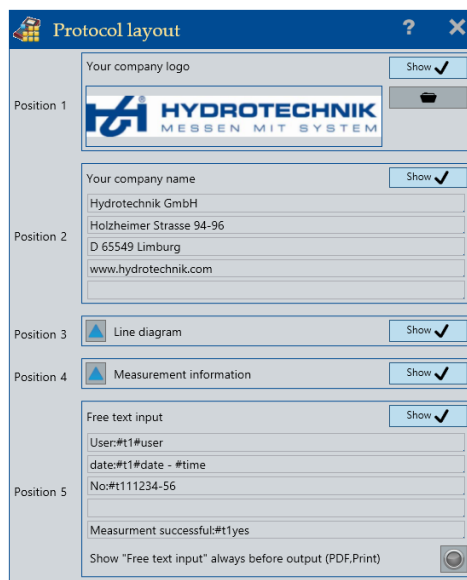 Protocol layout ? ✕
Your company logo Show ✓
Position 1
HYDROTECHNIK
MESSEN MIT SYSTEM
Your company name Show ✓
Hydrotechnik GmbH
Holzheimer Strasse 94-96
Position 2
D 65549 Limburg
www.hydrotechnik.com
Position 3 Line diagram Show ✓
Position 4 Measurement information Show ✓
Free text input Show ✓
User:#t1#user
date:#t1#date - #time
Position 5 No:#t111234-56
Measurment successful:#t1yes
Show "Free text input" always before output (PDF,Print)